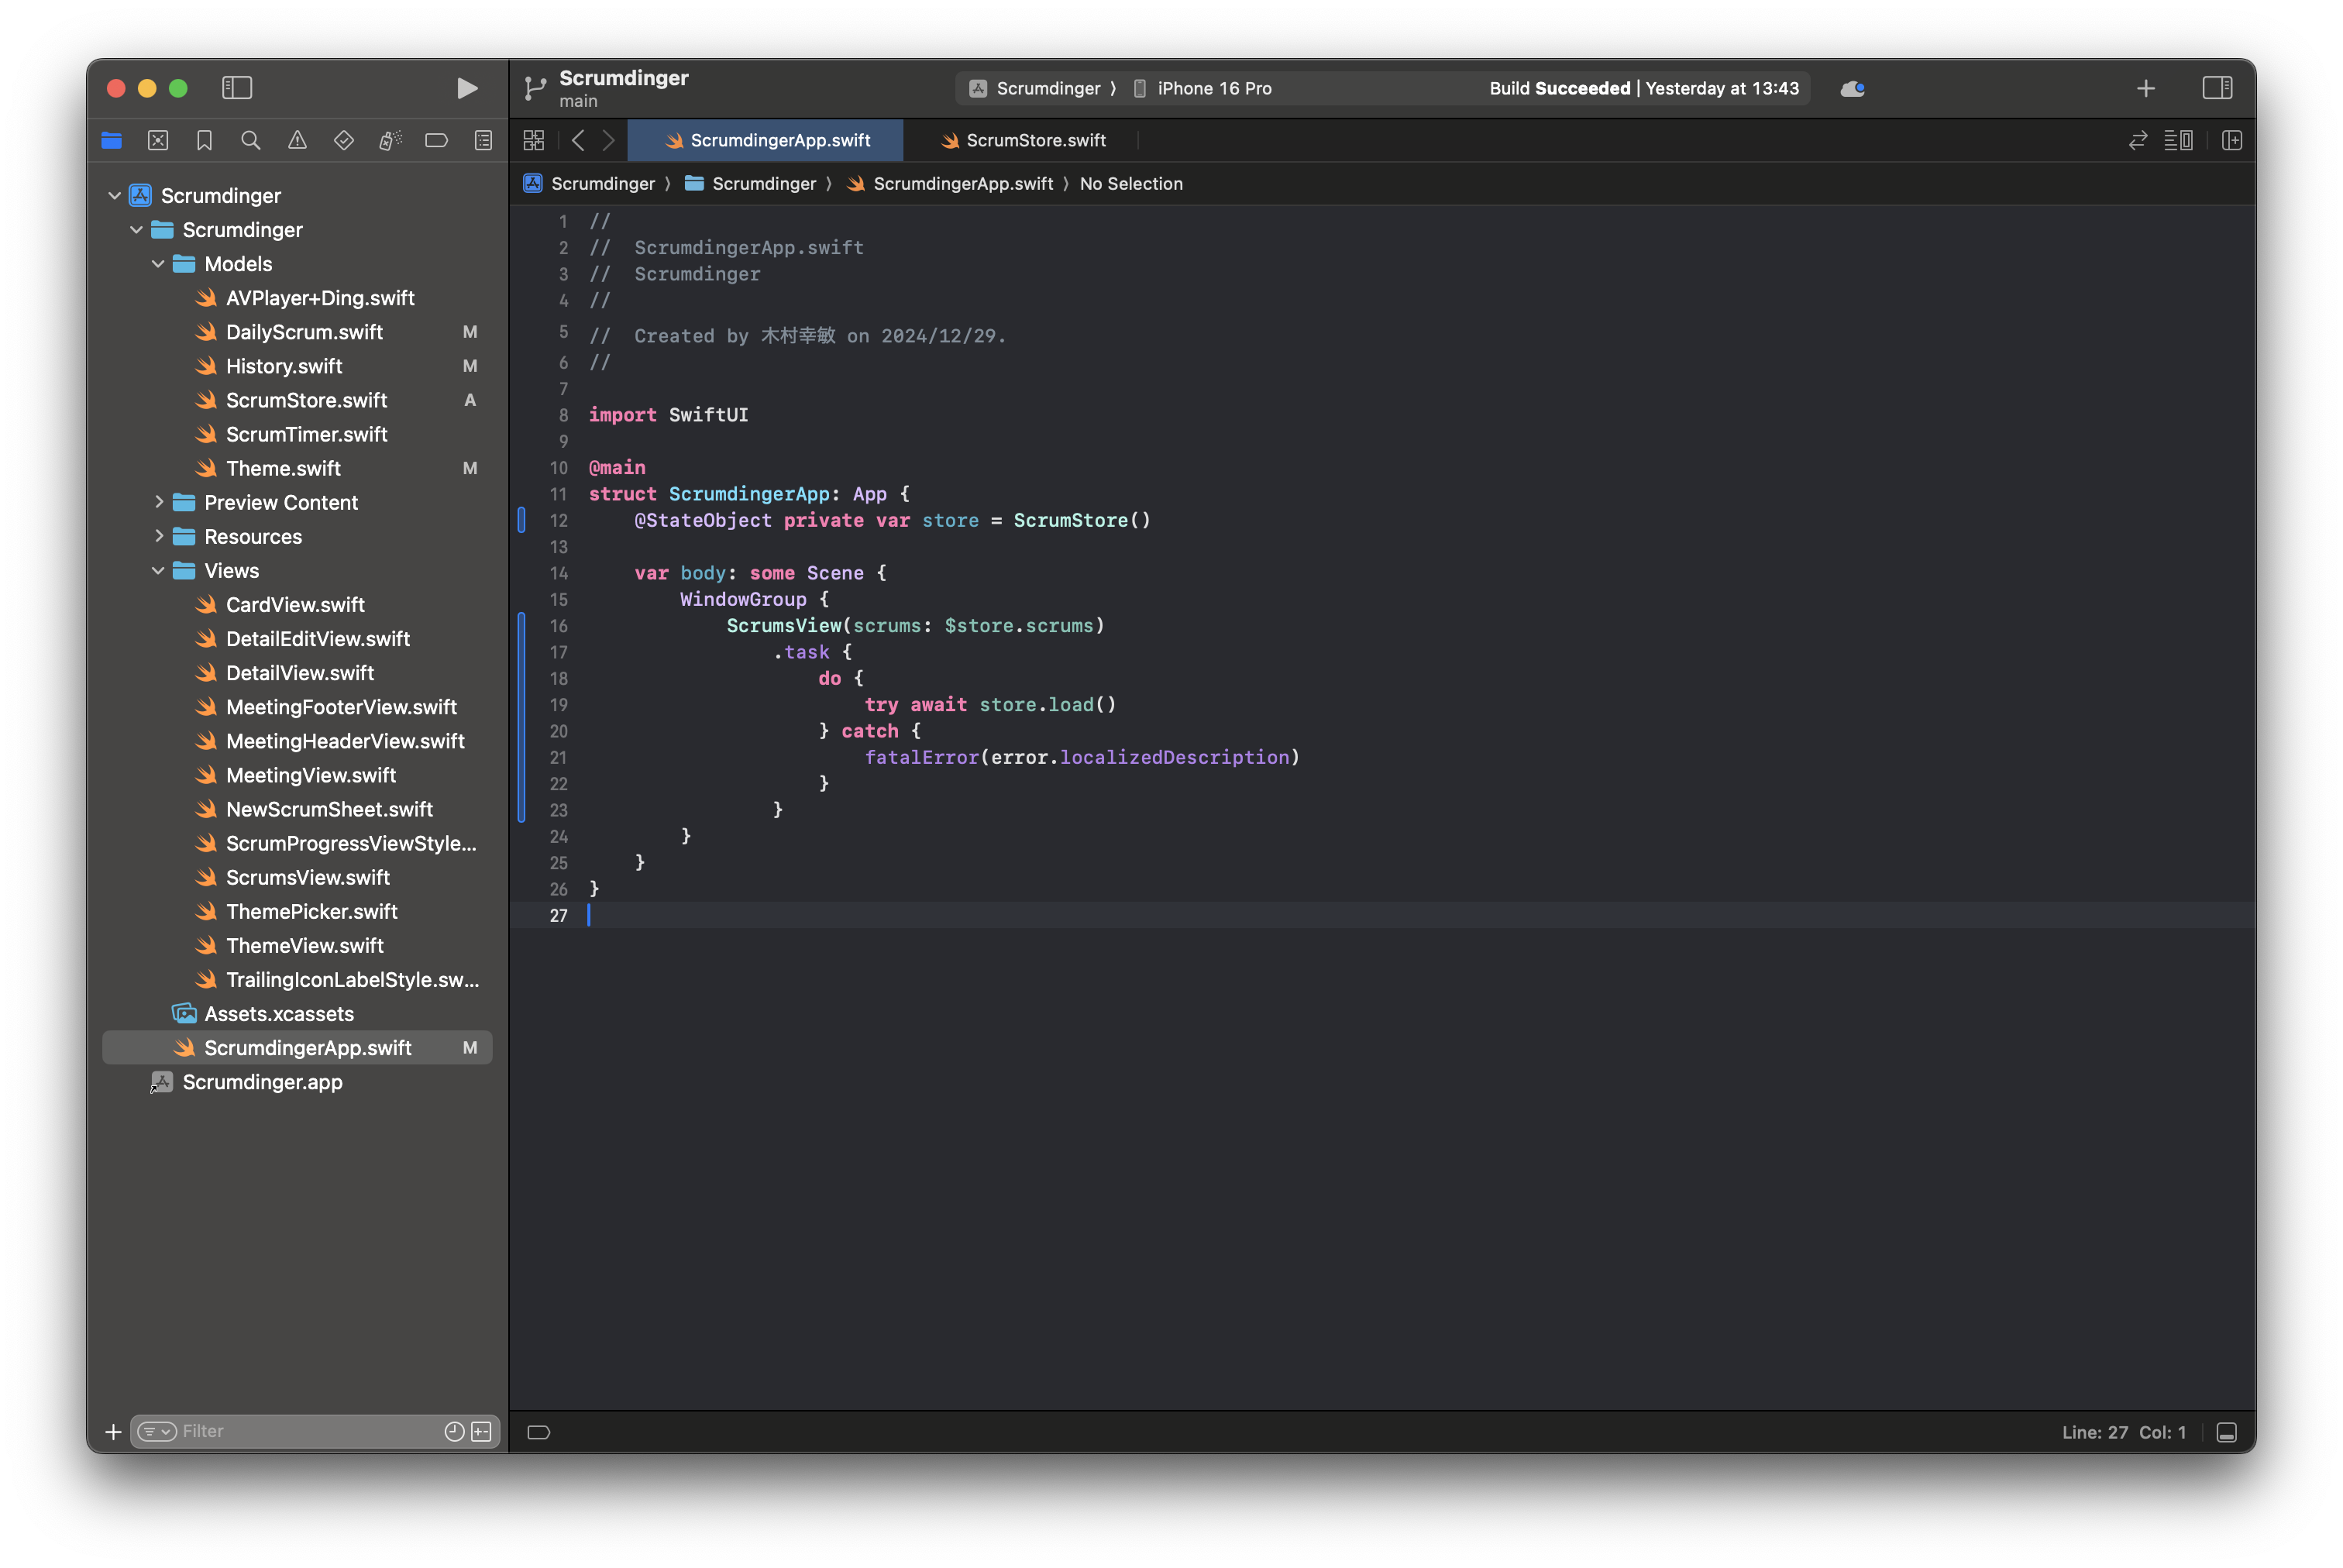 Scrumdinger
main
Scrumdinger 〉 iPhone 16 Pro
Build Succeeded | Yesterday at 13:43
ScrumdingerApp.swift
ScrumStore.swift
Scrumdinger 〉 Scrumdinger 〉 ScrumdingerApp.swift 〉 No Selection
Scrumdinger
Scrumdinger
Models
AVPlayer+Ding.swift
DailyScrum.swift M
History.swift M
ScrumStore.swift A
ScrumTimer.swift
Theme.swift M
Preview Content
Resources
Views
CardView.swift
DetailEditView.swift
DetailView.swift
MeetingFooterView.swift
MeetingHeaderView.swift
MeetingView.swift
NewScrumSheet.swift
ScrumProgressViewStyle...
ScrumsView.swift
ThemePicker.swift
ThemeView.swift
TrailingIconLabelStyle.sw...
Assets.xcassets
ScrumdingerApp.swift M
Scrumdinger.app
Filter
1 //
2 //  ScrumdingerApp.swift
3 //  Scrumdinger
4 //
5 //  Created by 木村幸敏 on 2024/12/29.
6 //
7
8 import SwiftUI
9
10 @main
11 struct ScrumdingerApp: App {
12     @StateObject private var store = ScrumStore()
13
14     var body: some Scene {
15         WindowGroup {
16             ScrumsView(scrums: $store.scrums)
17                 .task {
18                     do {
19                         try await store.load()
20                     } catch {
21                         fatalError(error.localizedDescription)
22                     }
23                 }
24         }
25     }
26 }
27
Line: 27 Col: 1